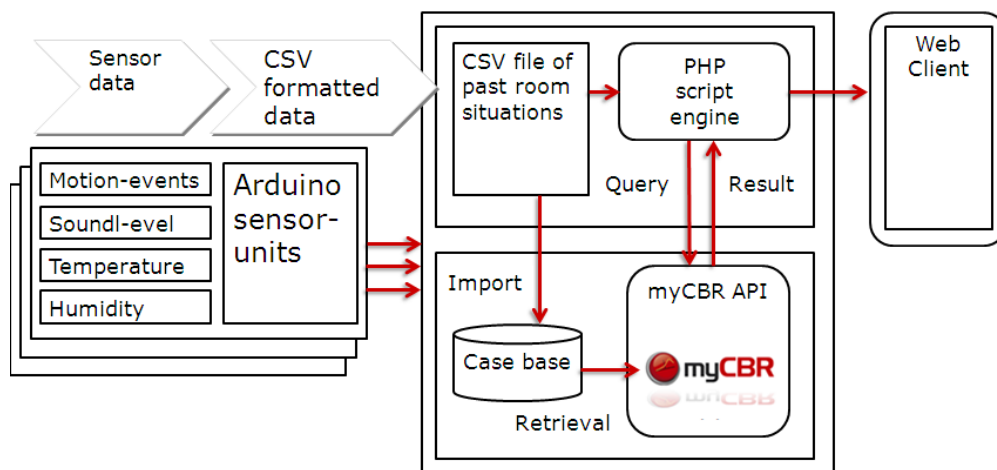 Sensor
data
CSV
formatted
data
CSV file of
past room
situations
PHP
script
engine
Web
Client
Motion-events
Soundl-evel
Temperature
Humidity
Arduino
sensor-
units
Query
Result
Import
myCBR API
Case base
myCBR
Retrieval